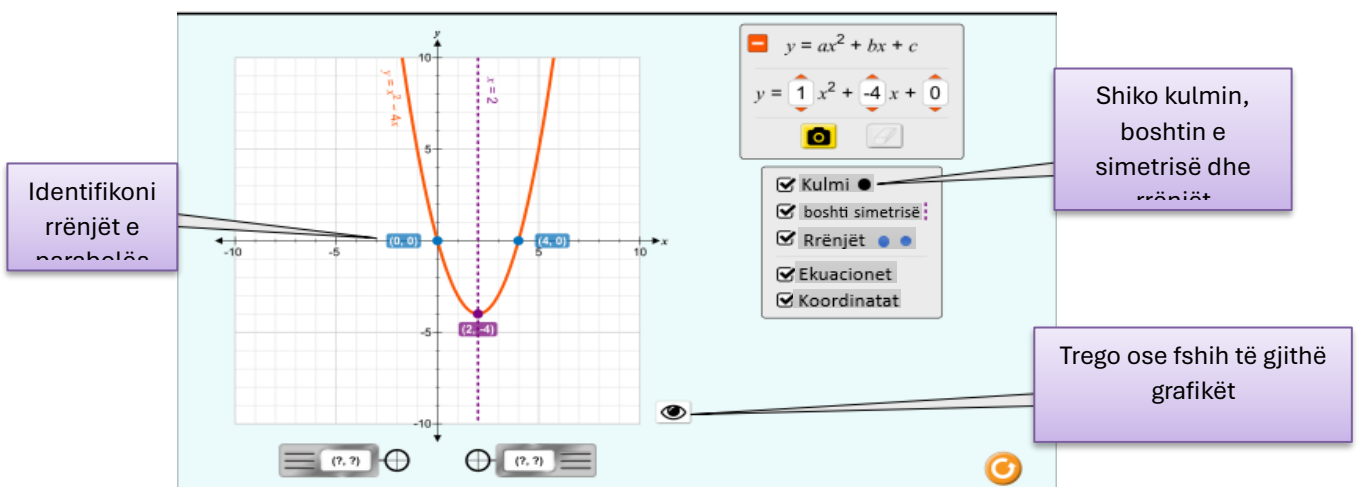 y
y = ax² + bx + c
y = 1 x² + -4 x + 0
Shiko kulmin,
boshtin e
simetrisë dhe
rrënjët
Identifikoni
rrënjët e
parabolës
Kulmi
boshti simetrisë
Rrënjët
Ekuacionet
Koordinatat
y = x² – 4x
x = 2
10
5
(0, 0)
(4, 0)
x
-10
-5
5
10
(2, -4)
-5
-10
Trego ose fshih të gjithë
grafikët
(?, ?)
(?, ?)